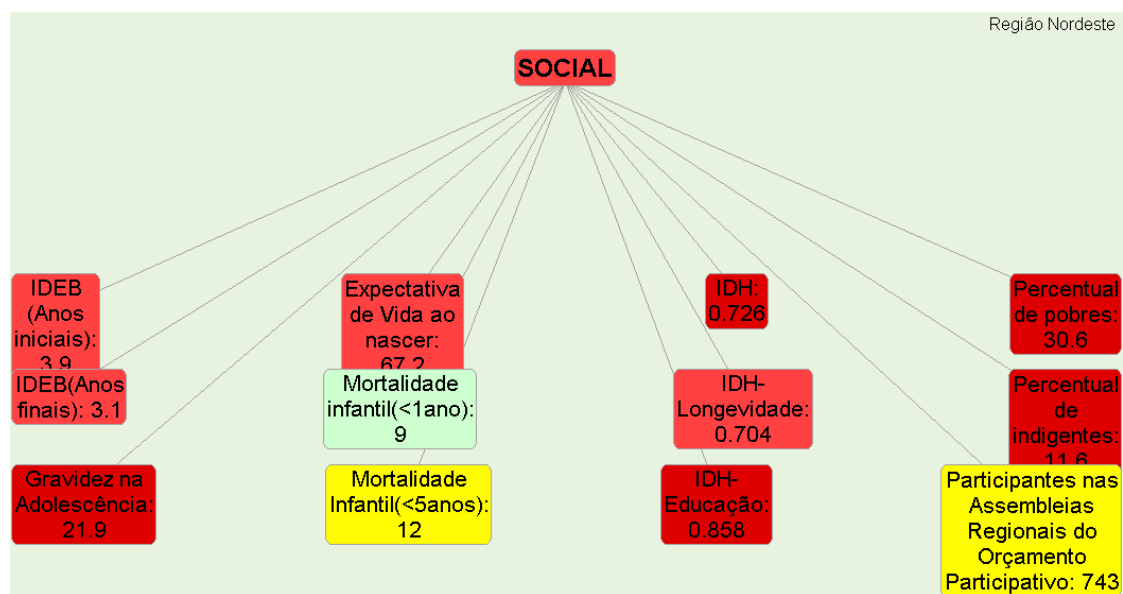 Região Nordeste
SOCIAL
IDEB
(Anos
iniciais):
3.9
IDEB(Anos
finais): 3.1
Gravidez na
Adolescência:
21.9
Expectativa
de Vida ao
nascer:
67.2
Mortalidade
infantil(<1ano):
9
Mortalidade
Infantil(<5anos):
12
IDH:
0.726
IDH-
Longevidade:
0.704
IDH-
Educação:
0.858
Percentual
de pobres:
30.6
Percentual
de
indigentes:
11.6
Participantes nas
Assembleias
Regionais do
Orçamento
Participativo: 743